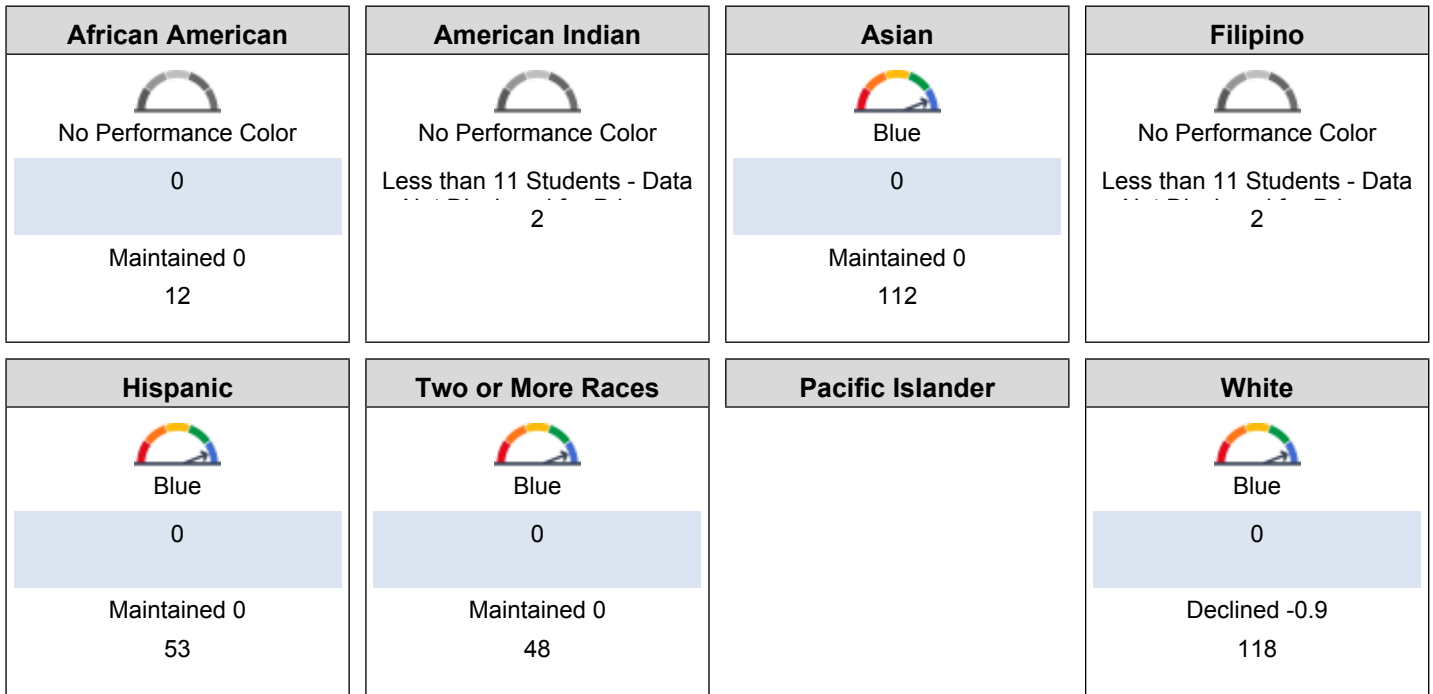 African American
No Performance Color
0
Maintained 0
12
American Indian
No Performance Color
Less than 11 Students - Data
2
Asian
Blue
0
Maintained 0
112
Filipino
No Performance Color
Less than 11 Students - Data
2
Hispanic
Blue
0
Maintained 0
53
Two or More Races
Blue
0
Maintained 0
48
Pacific Islander
White
Blue
0
Declined -0.9
118